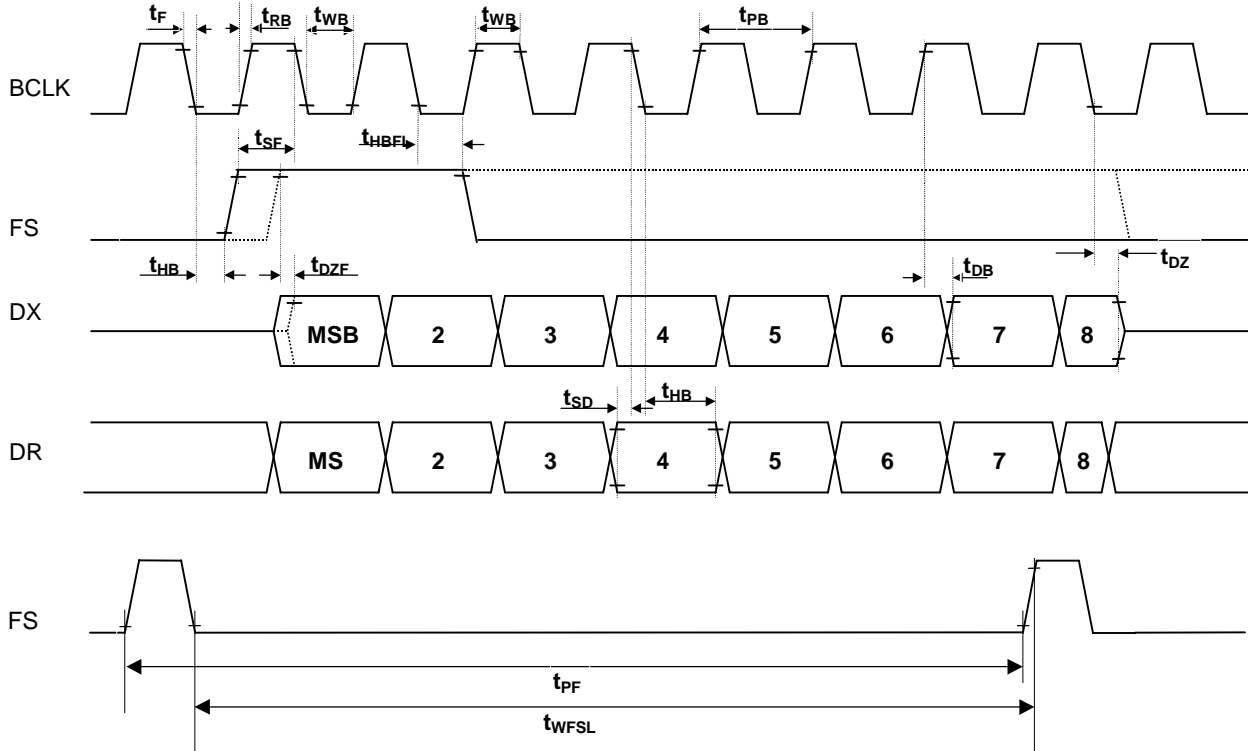 tF tRB tWB tWB tPB
BCLK
tSF tHBFL
FS
tHB tDZF tDB tDZ
DX MSB 2 3 4 5 6 7 8
tSD tHB
DR MS 2 3 4 5 6 7 8
FS
tPF
tWFSL